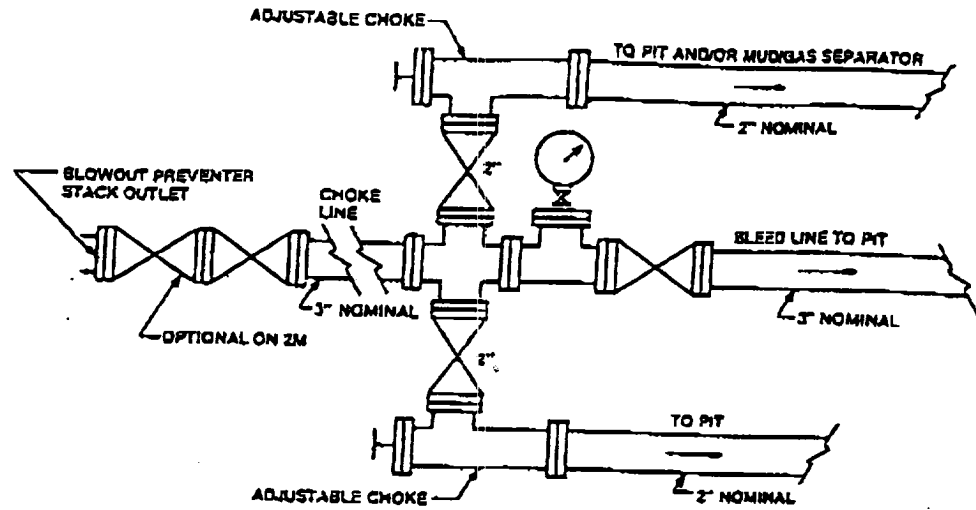 ADJUSTABLE CHOKE
TO PIT AND/OR MUD/GAS SEPARATOR
2" NOMINAL
2"
BLOWOUT PREVENTER
STACK OUTLET
CHOKE
LINE
BLEED LINE TO PIT
3" NOMINAL
3" NOMINAL
OPTIONAL ON 2M
2"
TO PIT
ADJUSTABLE CHOKE
2" NOMINAL